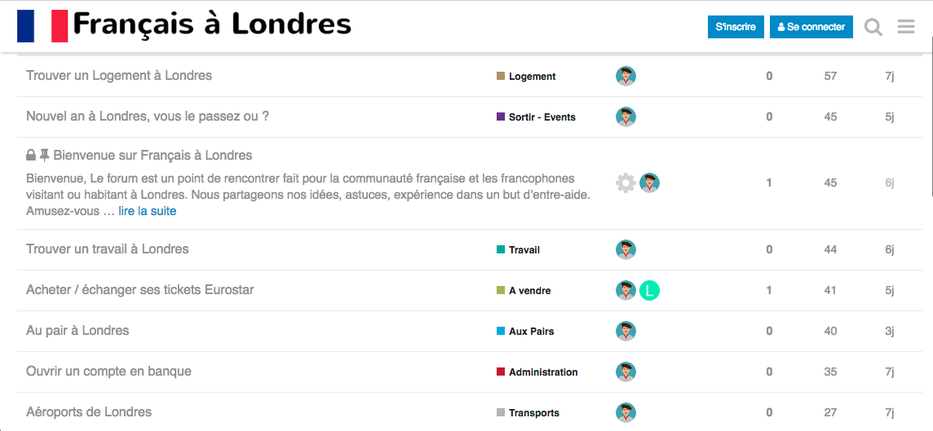 Français à Londres
S'inscrire Se connecter
Trouver un Logement à Londres Logement 0 57 7j
Nouvel an à Londres, vous le passez ou ? Sortir - Events 0 45 5j
Bienvenue sur Français à Londres
Bienvenue, Le forum est un point de rencontrer fait pour la communauté française et les francophones
visitant ou habitant à Londres. Nous partageons nos idées, astuces, expérience dans un but d'entre-aide.
Amusez-vous … lire la suite
1 45 6j
Trouver un travail à Londres Travail 0 44 6j
Acheter / échanger ses tickets Eurostar A vendre L 1 41 5j
Au pair à Londres Aux Pairs 0 40 3j
Ouvrir un compte en banque Administration 0 35 7j
Aéroports de Londres Transports 0 27 7j